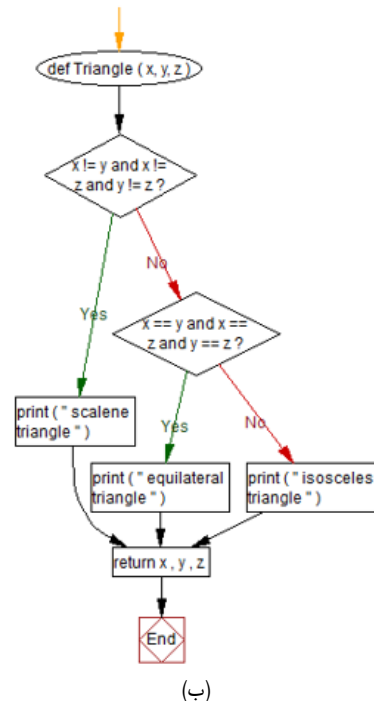 def Triangle ( x, y, z )
x != y and x !=
z and y != z ?
No
Yes
x == y and x ==
z and y == z ?
print ( " scalene
triangle " )
Yes
No
print ( " equilateral
triangle " )
print ( " isosceles
triangle " )
return x , y , z
End
(ب)